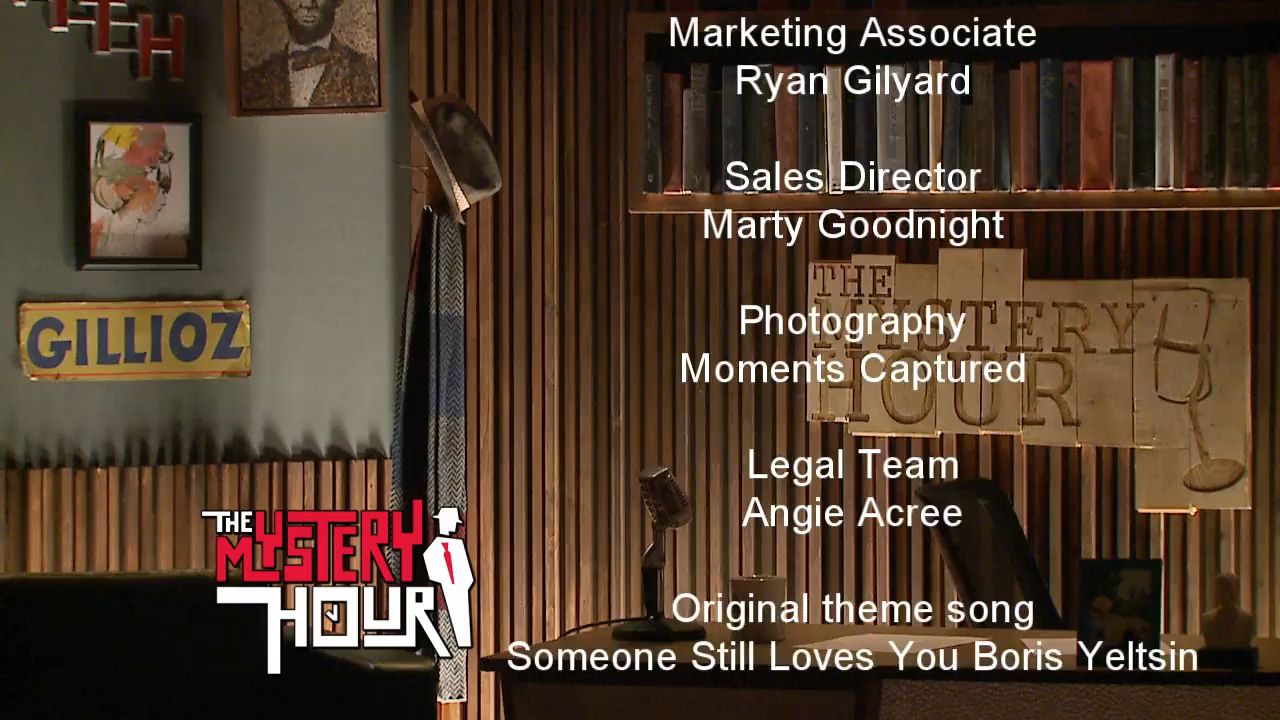 MTH
GILLIOZ
THE
MYSTERY
HOUR
THE
MYSTERY
HOUR
Marketing Associate
Ryan Gilyard
Sales Director
Marty Goodnight
Photography
Moments Captured
Legal Team
Angie Acree
Original theme song
Someone Still Loves You Boris Yeltsin